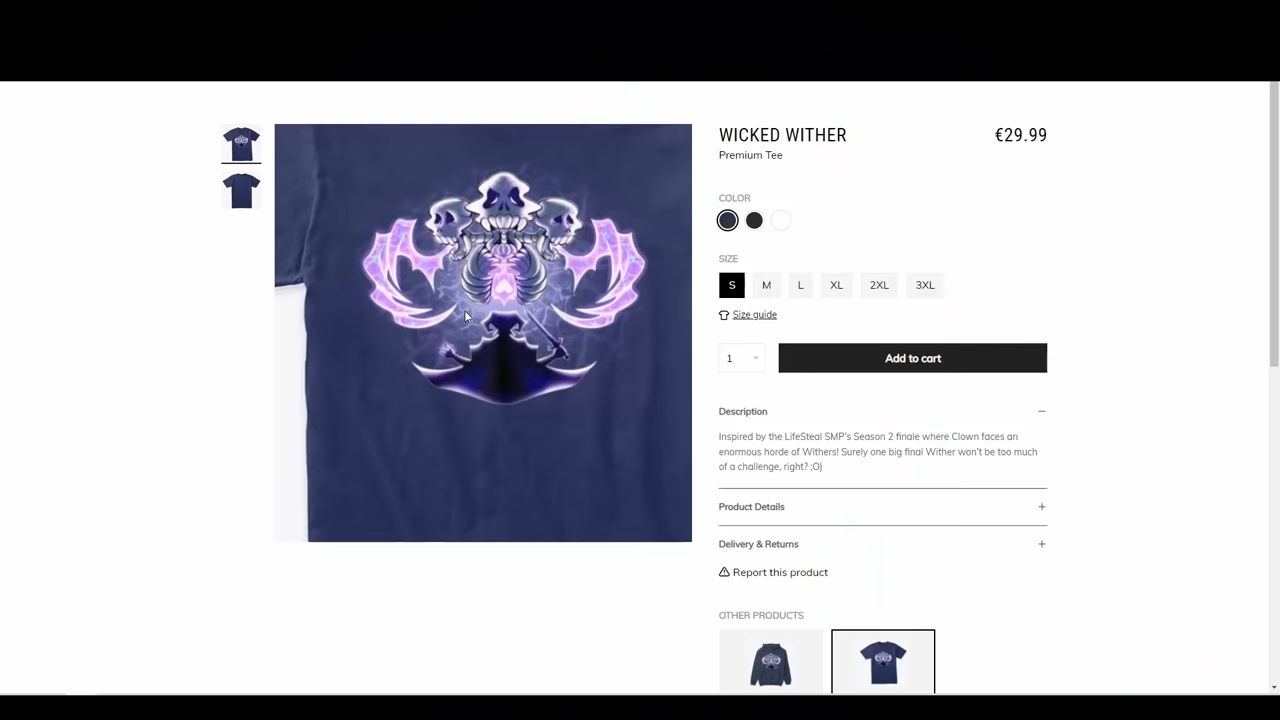 WICKED WITHER
€29.99
Premium Tee
COLOR
SIZE
S M L XL 2XL 3XL
Size guide
1
Add to cart
Description
Inspired by the LifeSteal SMP's Season 2 finale where Clown faces an
enormous horde of Withers! Surely one big final Wither won't be too much
of a challenge, right? ;O)
Product Details
Delivery & Returns
Report this product
OTHER PRODUCTS